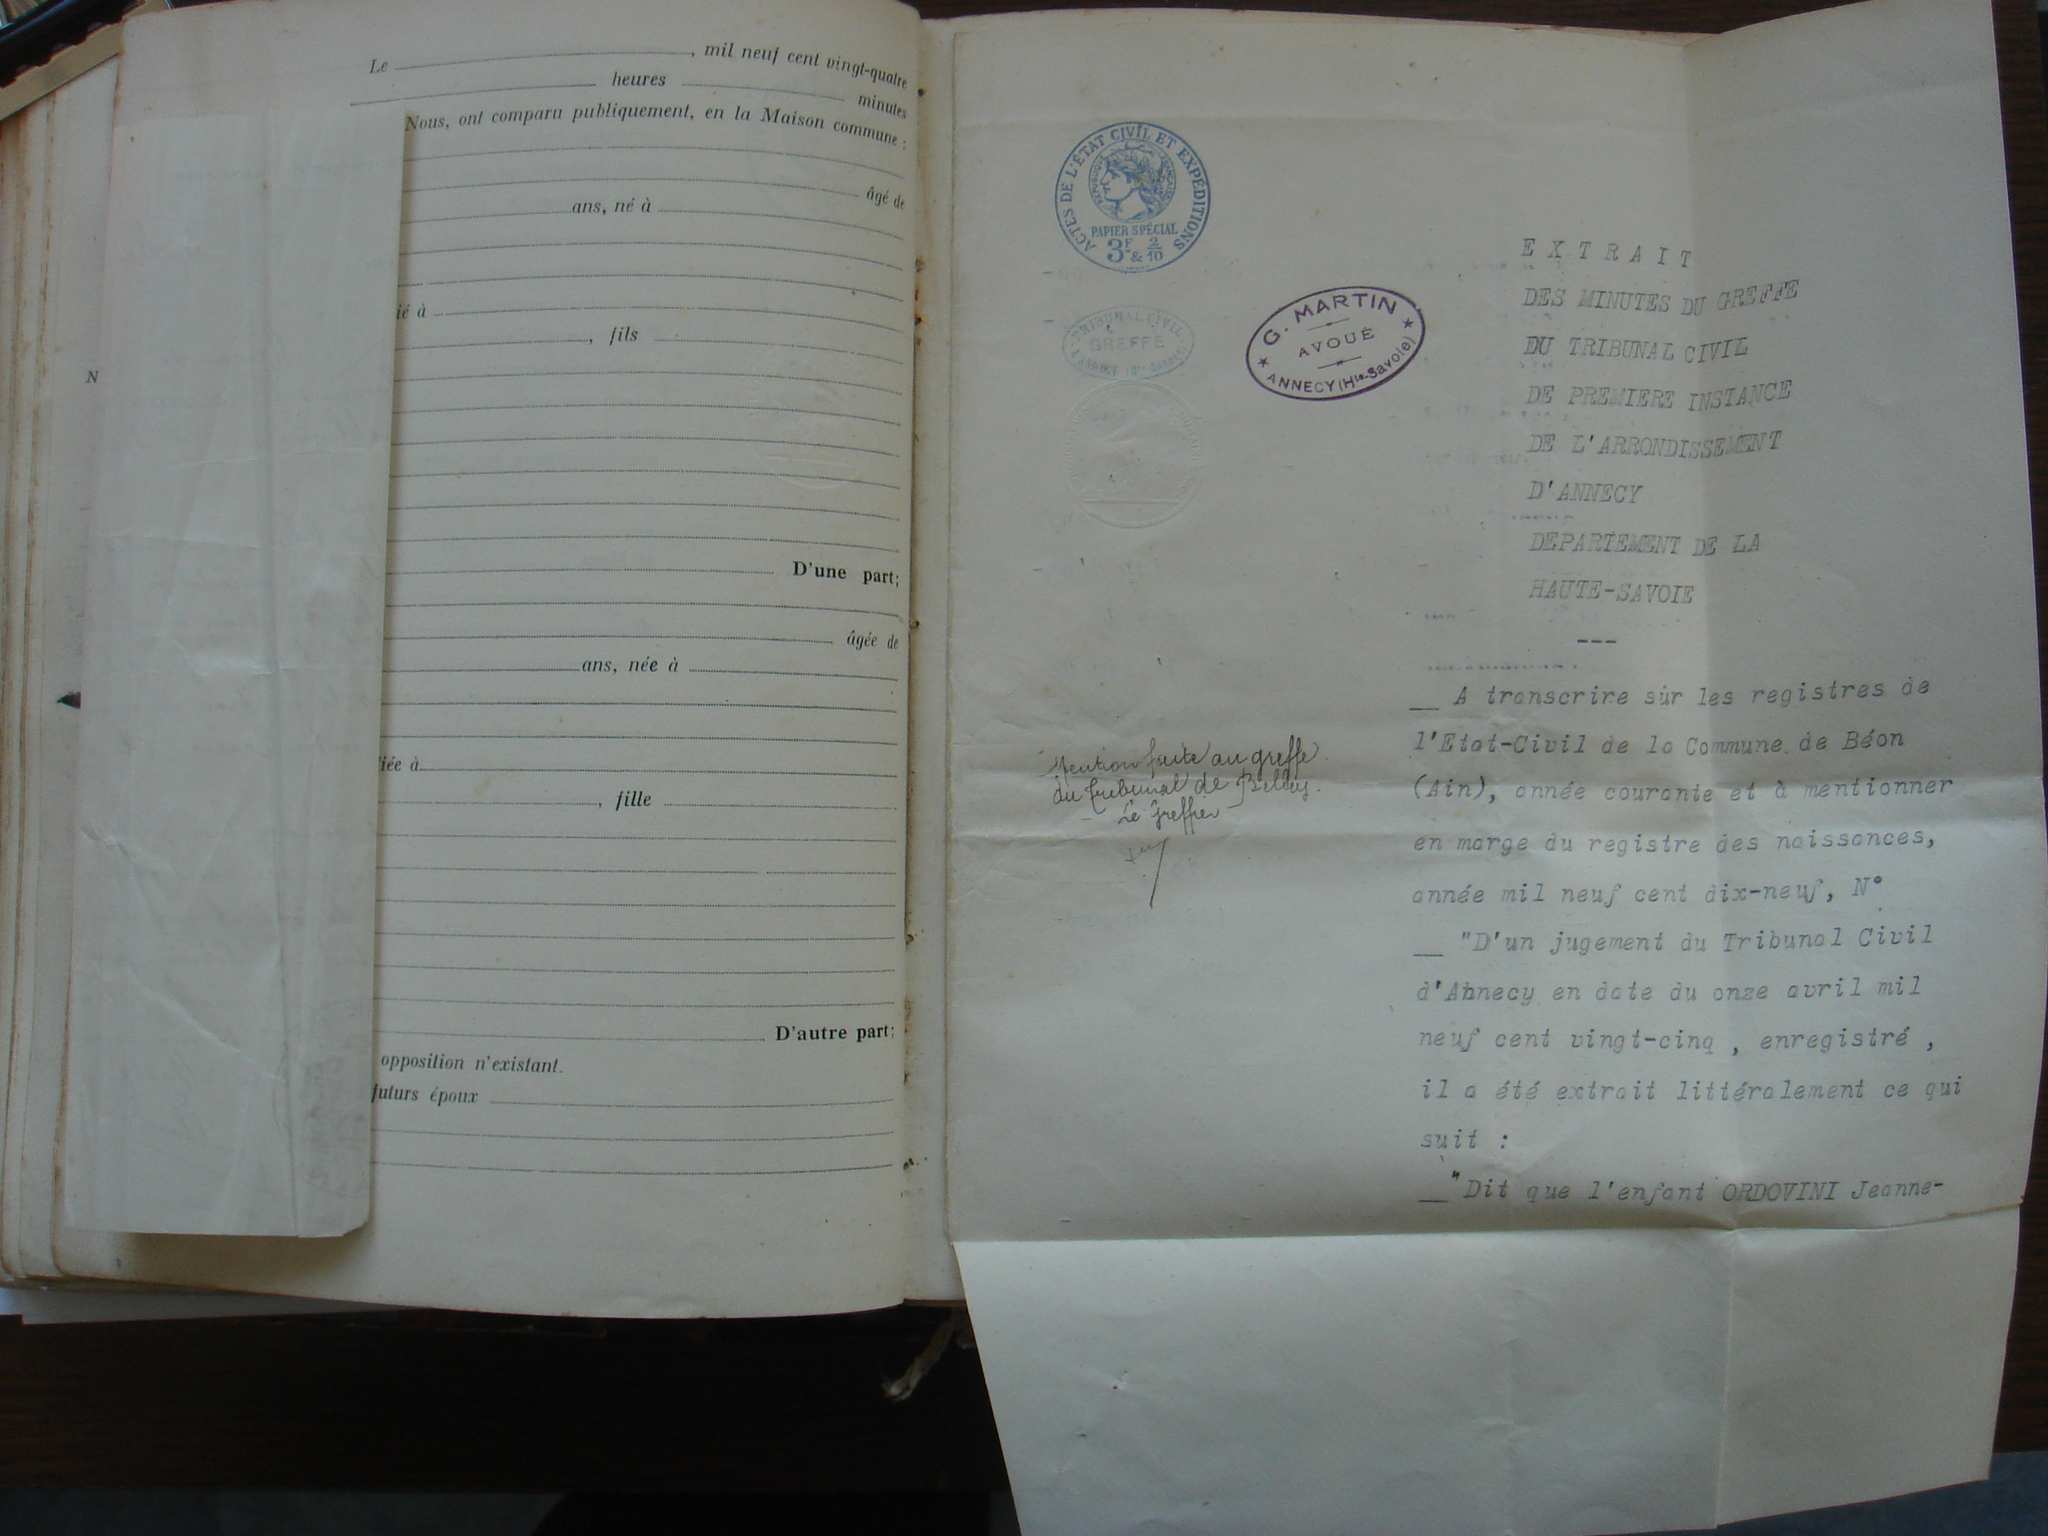 Le , mil neuf cent vingt-quatre
heures minutes
Nous, ont comparu publiquement, en la Maison commune :
âgé de
ans, né à
ié à
, fils
N
D'une part;
âgée de
ans, née à
iée à
, fille
D'autre part;
opposition n'existant.
futurs époux
ACTES DE L'ÉTAT CIVIL ET EXPÉDITIONS
RÉPUBLIQUE FRANÇAISE
PAPIER SPÉCIAL
3F & 2/10
TRIBUNAL CIVIL
GREFFE
G. MARTIN
AVOUÉ
ANNECY (Hte-Savoie)
EXTRAIT
DES MINUTES DU GREFFE
DU TRIBUNAL CIVIL
DE PREMIERE INSTANCE
DE L'ARRONDISSEMENT
D'ANNECY
DEPARTEMENT DE LA
HAUTE-SAVOIE
---
Mention faite au greffe
du tribunal de Belley.
Le Greffier
__ A transcrire sùr les registres de
l'Etat-Civil de la Commune de Béon
(Ain), année courante et à mentionner
en marge du registre des naissances,
année mil neuf cent dix-neuf, N°
__ "D'un jugement du Tribunal Civil
d'Annecy en date du onze avril mil
neuf cent vingt-cinq , enregistré ,
il a été extrait littéralement ce qui
suit :
__"Dit que l'enfant ORDOVINI Jeanne-